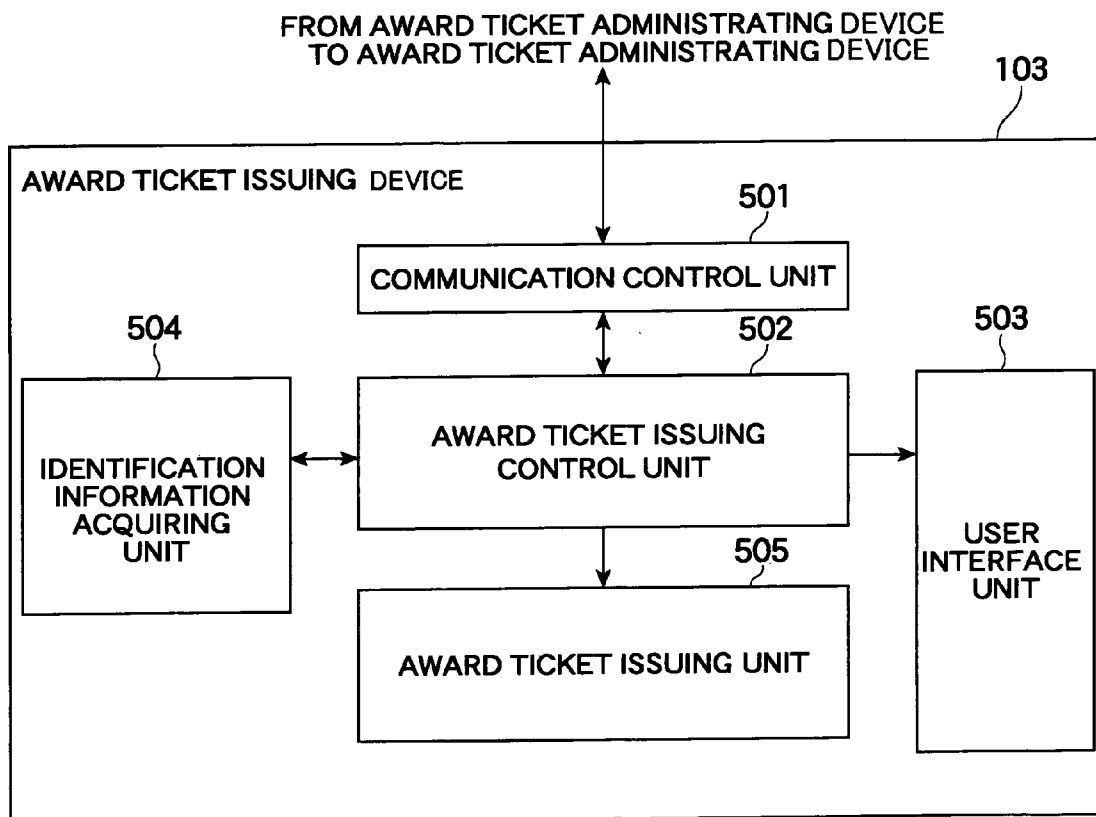 FROM AWARD TICKET ADMINISTRATING DEVICE
TO AWARD TICKET ADMINISTRATING DEVICE
103
AWARD TICKET ISSUING DEVICE
501
COMMUNICATION CONTROL UNIT
504
502
503
IDENTIFICATION
INFORMATION
ACQUIRING
UNIT
AWARD TICKET ISSUING
CONTROL UNIT
USER
INTERFACE
UNIT
505
AWARD TICKET ISSUING UNIT